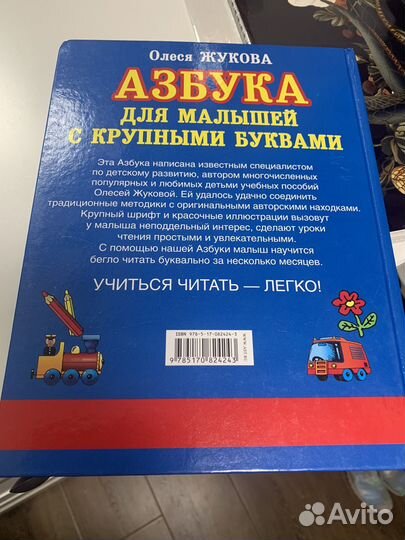 Олеся ЖУКОВА
АЗБУКА
ДЛЯ МАЛЫШЕЙ
С КРУПНЫМИ БУКВАМИ
Эта Азбука написана известным специалистом
по детскому развитию, автором многочисленных
популярных и любимых детьми учебных пособий
Олесей Жуковой. Ей удалось удачно соединить
традиционные методики с оригинальными авторскими находками.
Крупный шрифт и красочные иллюстрации вызовут
у малыша неподдельный интерес, сделают уроки
чтения простыми и увлекательными.
С помощью нашей Азбуки малыш научится
бегло читать буквально за несколько месяцев.
УЧИТЬСЯ ЧИТАТЬ — ЛЕГКО!
ISBN 978-5-17-082424-3
9 785170 824243
www.ast.ru
Avito